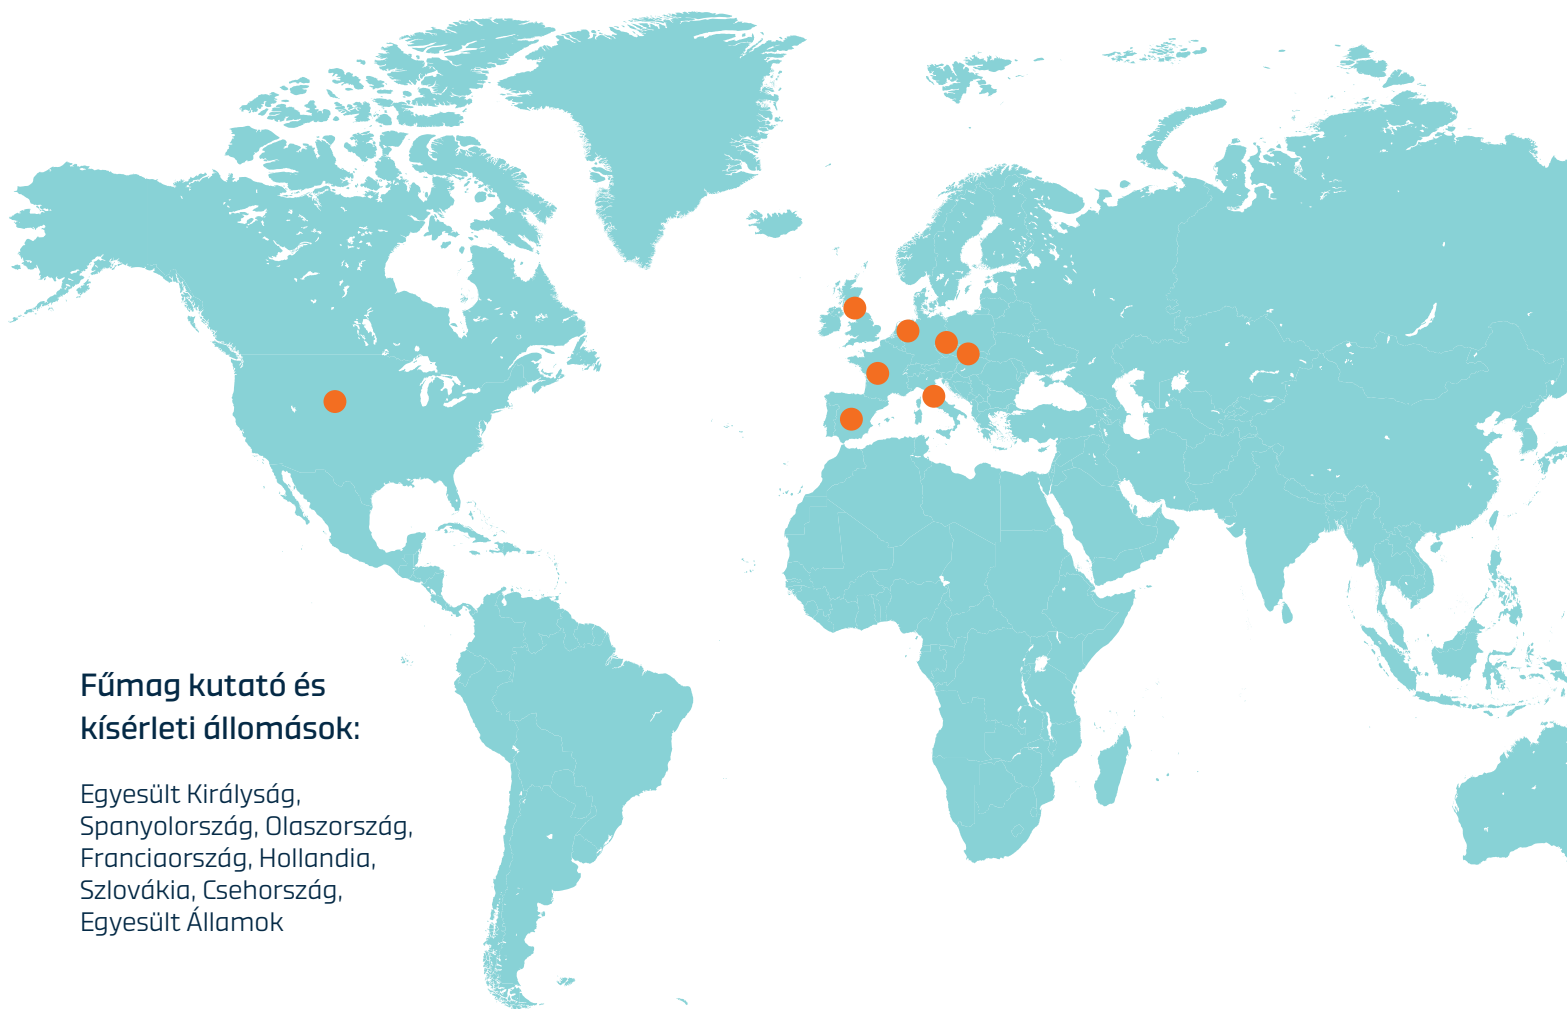 Fűmag kutató és
kísérleti állomások:
Egyesült Királyság,
Spanyolország, Olaszország,
Franciaország, Hollandia,
Szlovákia, Csehország,
Egyesült Államok